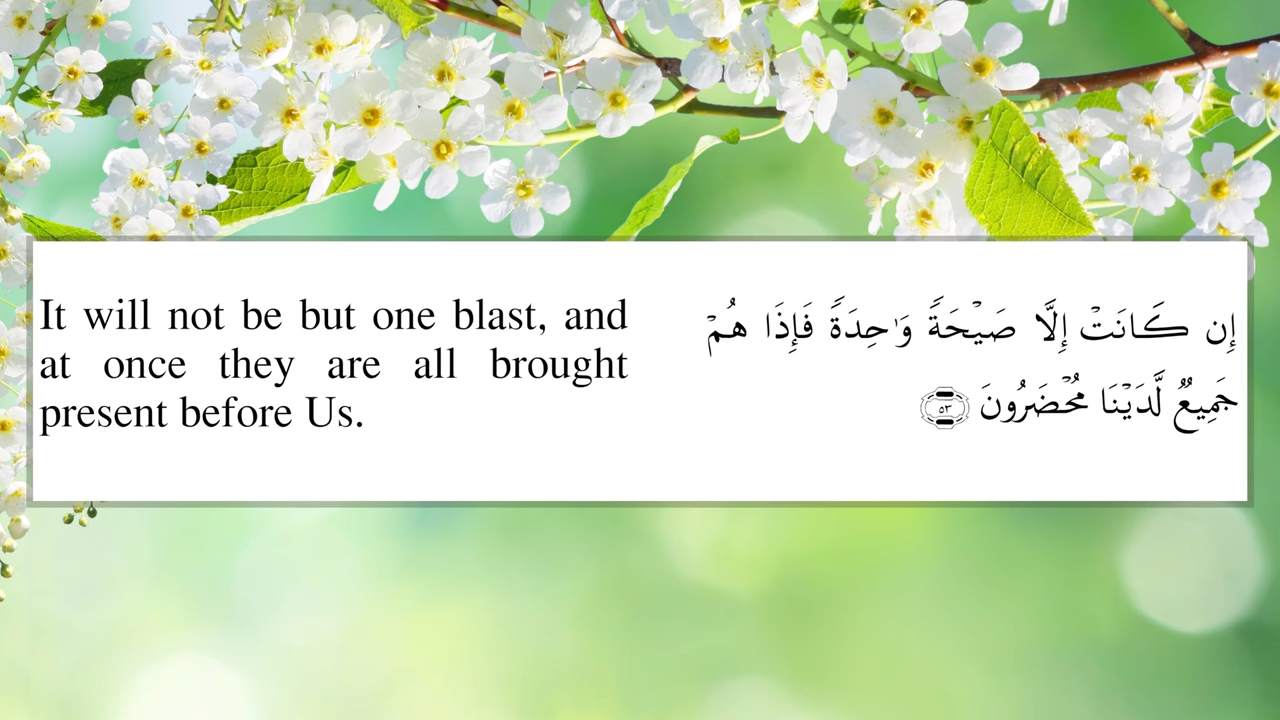 It will not be but one blast, and
at once they are all brought
present before Us.
إِن كَانَتْ إِلَّا صَيْحَةً وَٰحِدَةً فَإِذَا هُمْ
جَمِيعٌ لَّدَيْنَا مُحْضَرُونَ ٥٣